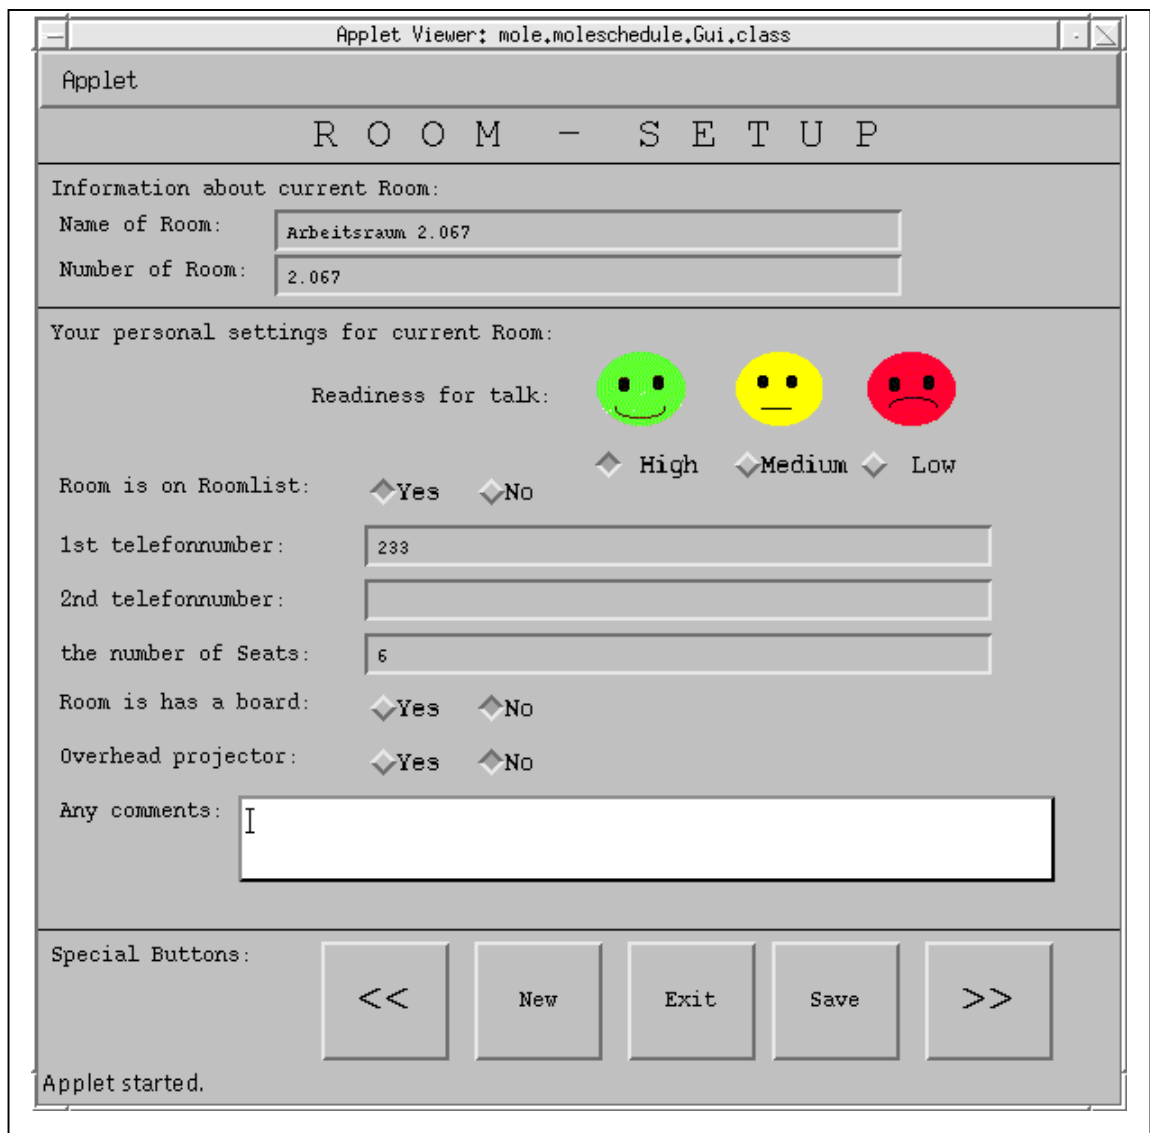 Applet Viewer: mole.moleschedule.Gui.class
Applet
ROOM - SETUP
Information about current Room:
Name of Room: Arbeitsraum 2.067
Number of Room: 2.067
Your personal settings for current Room:
Readiness for talk:
High Medium Low
Room is on Roomlist: Yes No
1st telefonnumber: 233
2nd telefonnumber:
the number of Seats: 6
Room is has a board: Yes No
Overhead projector: Yes No
Any comments:
Special Buttons:
<< New Exit Save >>
Applet started.